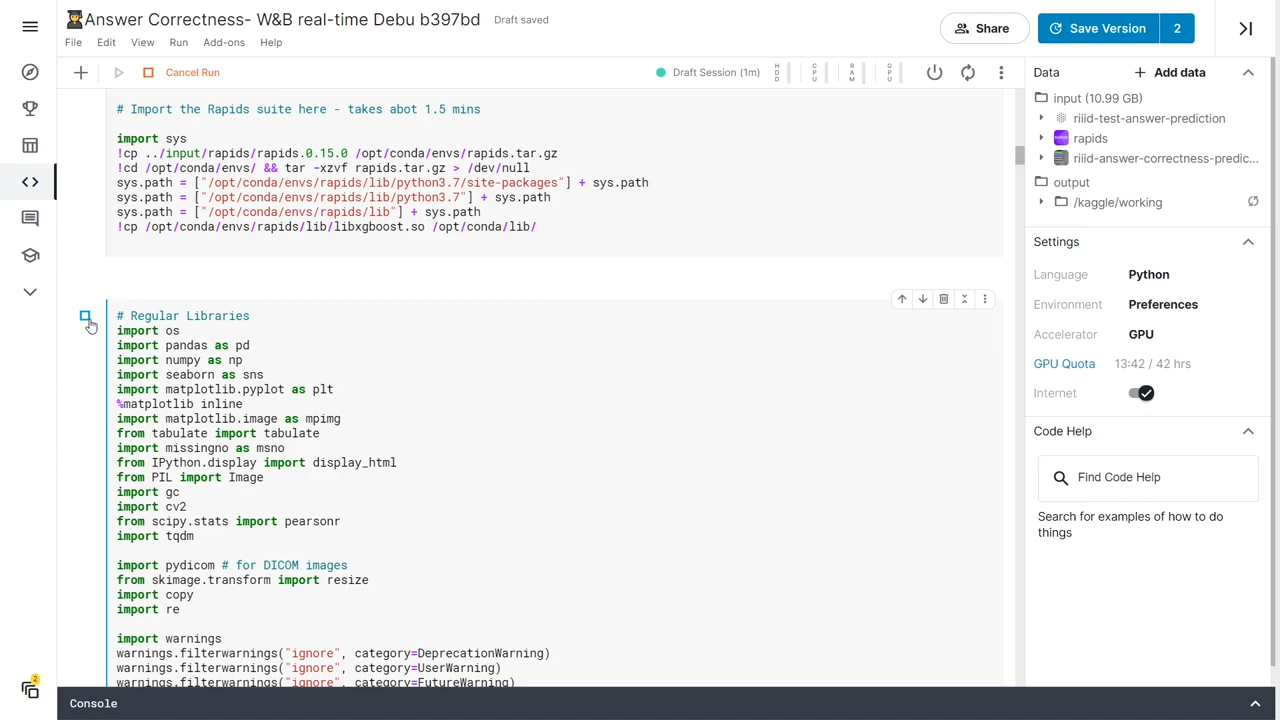 Answer Correctness- W&B real-time Debu b397bd
Draft saved
File Edit View Run Add-ons Help
Share
Save Version 2
Cancel Run
Draft Session (1m)
HDD
CPU
RAM
GPU
# Import the Rapids suite here - takes abot 1.5 mins
import sys
!cp ../input/rapids/rapids.0.15.0 /opt/conda/envs/rapids.tar.gz
!cd /opt/conda/envs/ && tar -xzvf rapids.tar.gz > /dev/null
sys.path = ["/opt/conda/envs/rapids/lib/python3.7/site-packages"] + sys.path
sys.path = ["/opt/conda/envs/rapids/lib/python3.7"] + sys.path
sys.path = ["/opt/conda/envs/rapids/lib"] + sys.path
!cp /opt/conda/envs/rapids/lib/libxgboost.so /opt/conda/lib/
# Regular Libraries
import os
import pandas as pd
import numpy as np
import seaborn as sns
import matplotlib.pyplot as plt
%matplotlib inline
import matplotlib.image as mpimg
from tabulate import tabulate
import missingno as msno
from IPython.display import display_html
from PIL import Image
import gc
import cv2
from scipy.stats import pearsonr
import tqdm
import pydicom # for DICOM images
from skimage.transform import resize
import copy
import re
import warnings
warnings.filterwarnings("ignore", category=DeprecationWarning)
warnings.filterwarnings("ignore", category=UserWarning)
warnings.filterwarnings("ignore", category=FutureWarning)
Data
+ Add data
input (10.99 GB)
riiid-test-answer-prediction
rapids
riiid-answer-correctness-predic...
output
/kaggle/working
Settings
Language Python
Environment Preferences
Accelerator GPU
GPU Quota 13:42 / 42 hrs
Internet
Code Help
Find Code Help
Search for examples of how to do
things
2
Console